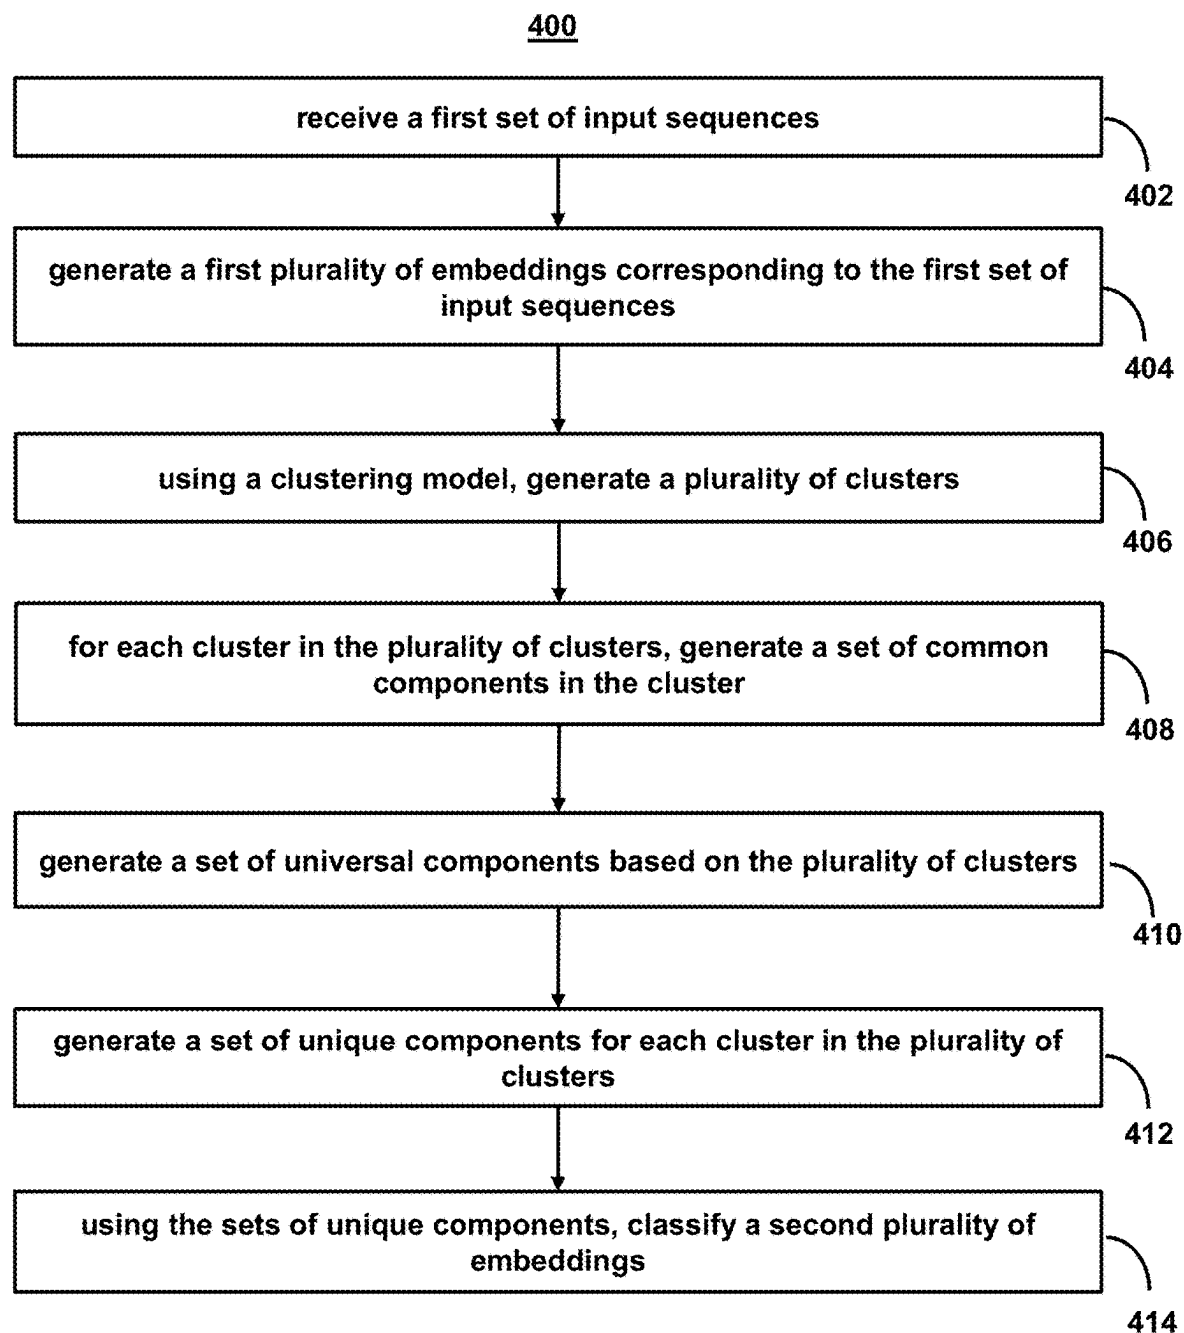 400
receive a first set of input sequences
402
generate a first plurality of embeddings corresponding to the first set of
input sequences
404
using a clustering model, generate a plurality of clusters
406
for each cluster in the plurality of clusters, generate a set of common
components in the cluster
408
generate a set of universal components based on the plurality of clusters
410
generate a set of unique components for each cluster in the plurality of
clusters
412
using the sets of unique components, classify a second plurality of
embeddings
414